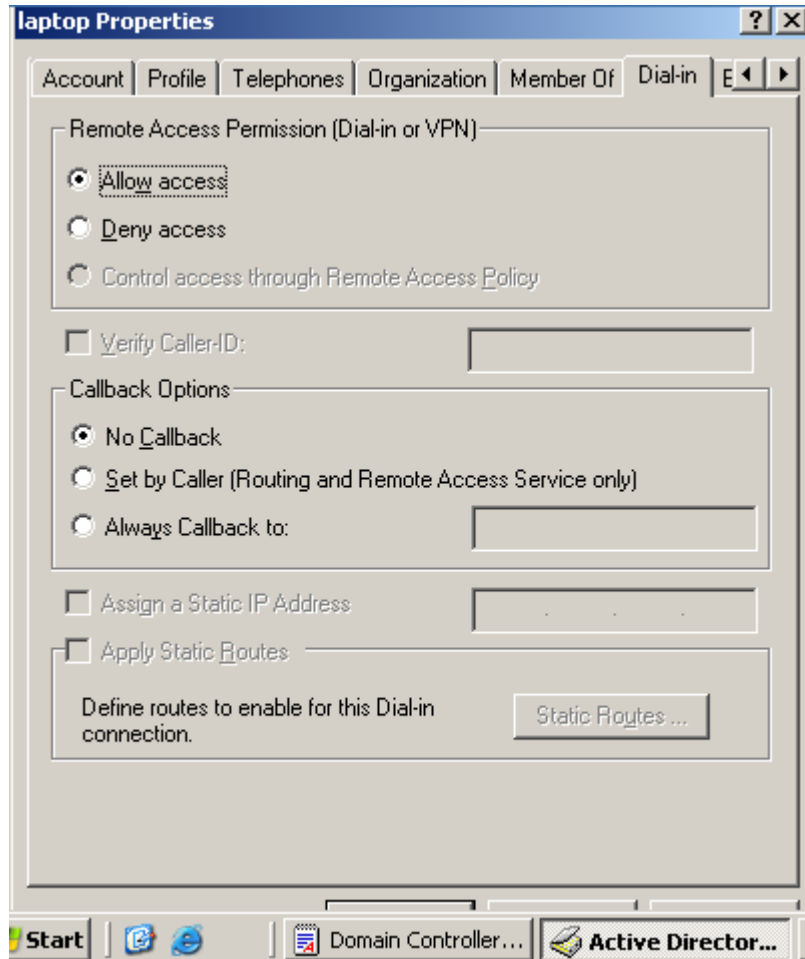 laptop Properties
Account Profile Telephones Organization Member Of Dial-in
Remote Access Permission (Dial-in or VPN)
Allow access
Deny access
Control access through Remote Access Policy
Verify Caller-ID:
Callback Options
No Callback
Set by Caller (Routing and Remote Access Service only)
Always Callback to:
Assign a Static IP Address
Apply Static Routes
Define routes to enable for this Dial-in
connection.
Static Routes ...
Start Domain Controller... Active Director...